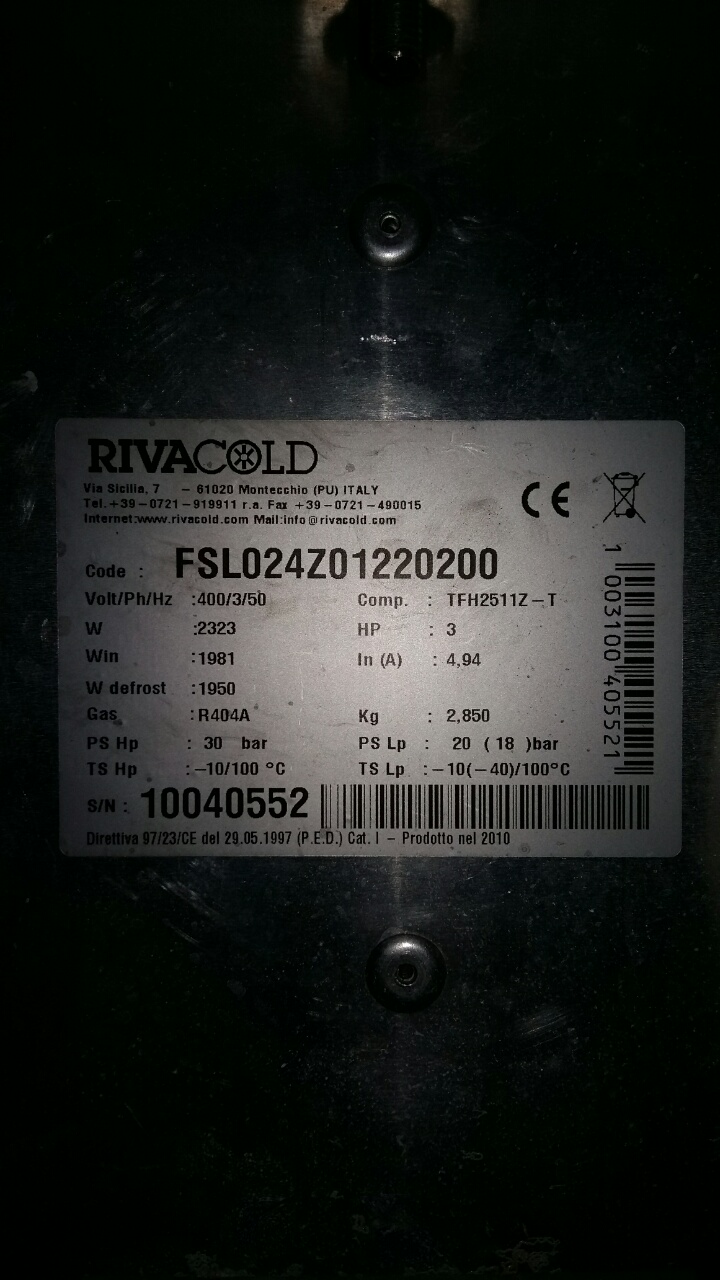 RIVACOLD
Via Sicilia, 7 – 61020 Montecchio (PU) ITALY
Tel.+39–0721–919911 r.a. Fax +39–0721–490015
Internet:www.rivacold.com Mail:info@rivacold.com
CE
Code : FSL024Z01220200
Volt/Ph/Hz :400/3/50 Comp. : TFH2511Z–T
W :2323 HP : 3
Win :1981 In (A) : 4,94
W defrost :1950
Gas :R404A Kg : 2,850
PS Hp : 30 bar PS Lp : 20 ( 18 )bar
TS Hp :–10/100 °C TS Lp :–10(–40)/100°C
S/N : 10040552
Direttiva 97/23/CE del 29.05.1997 (P.E.D.) Cat. I – Prodotto nel 2010
1 003100 405521